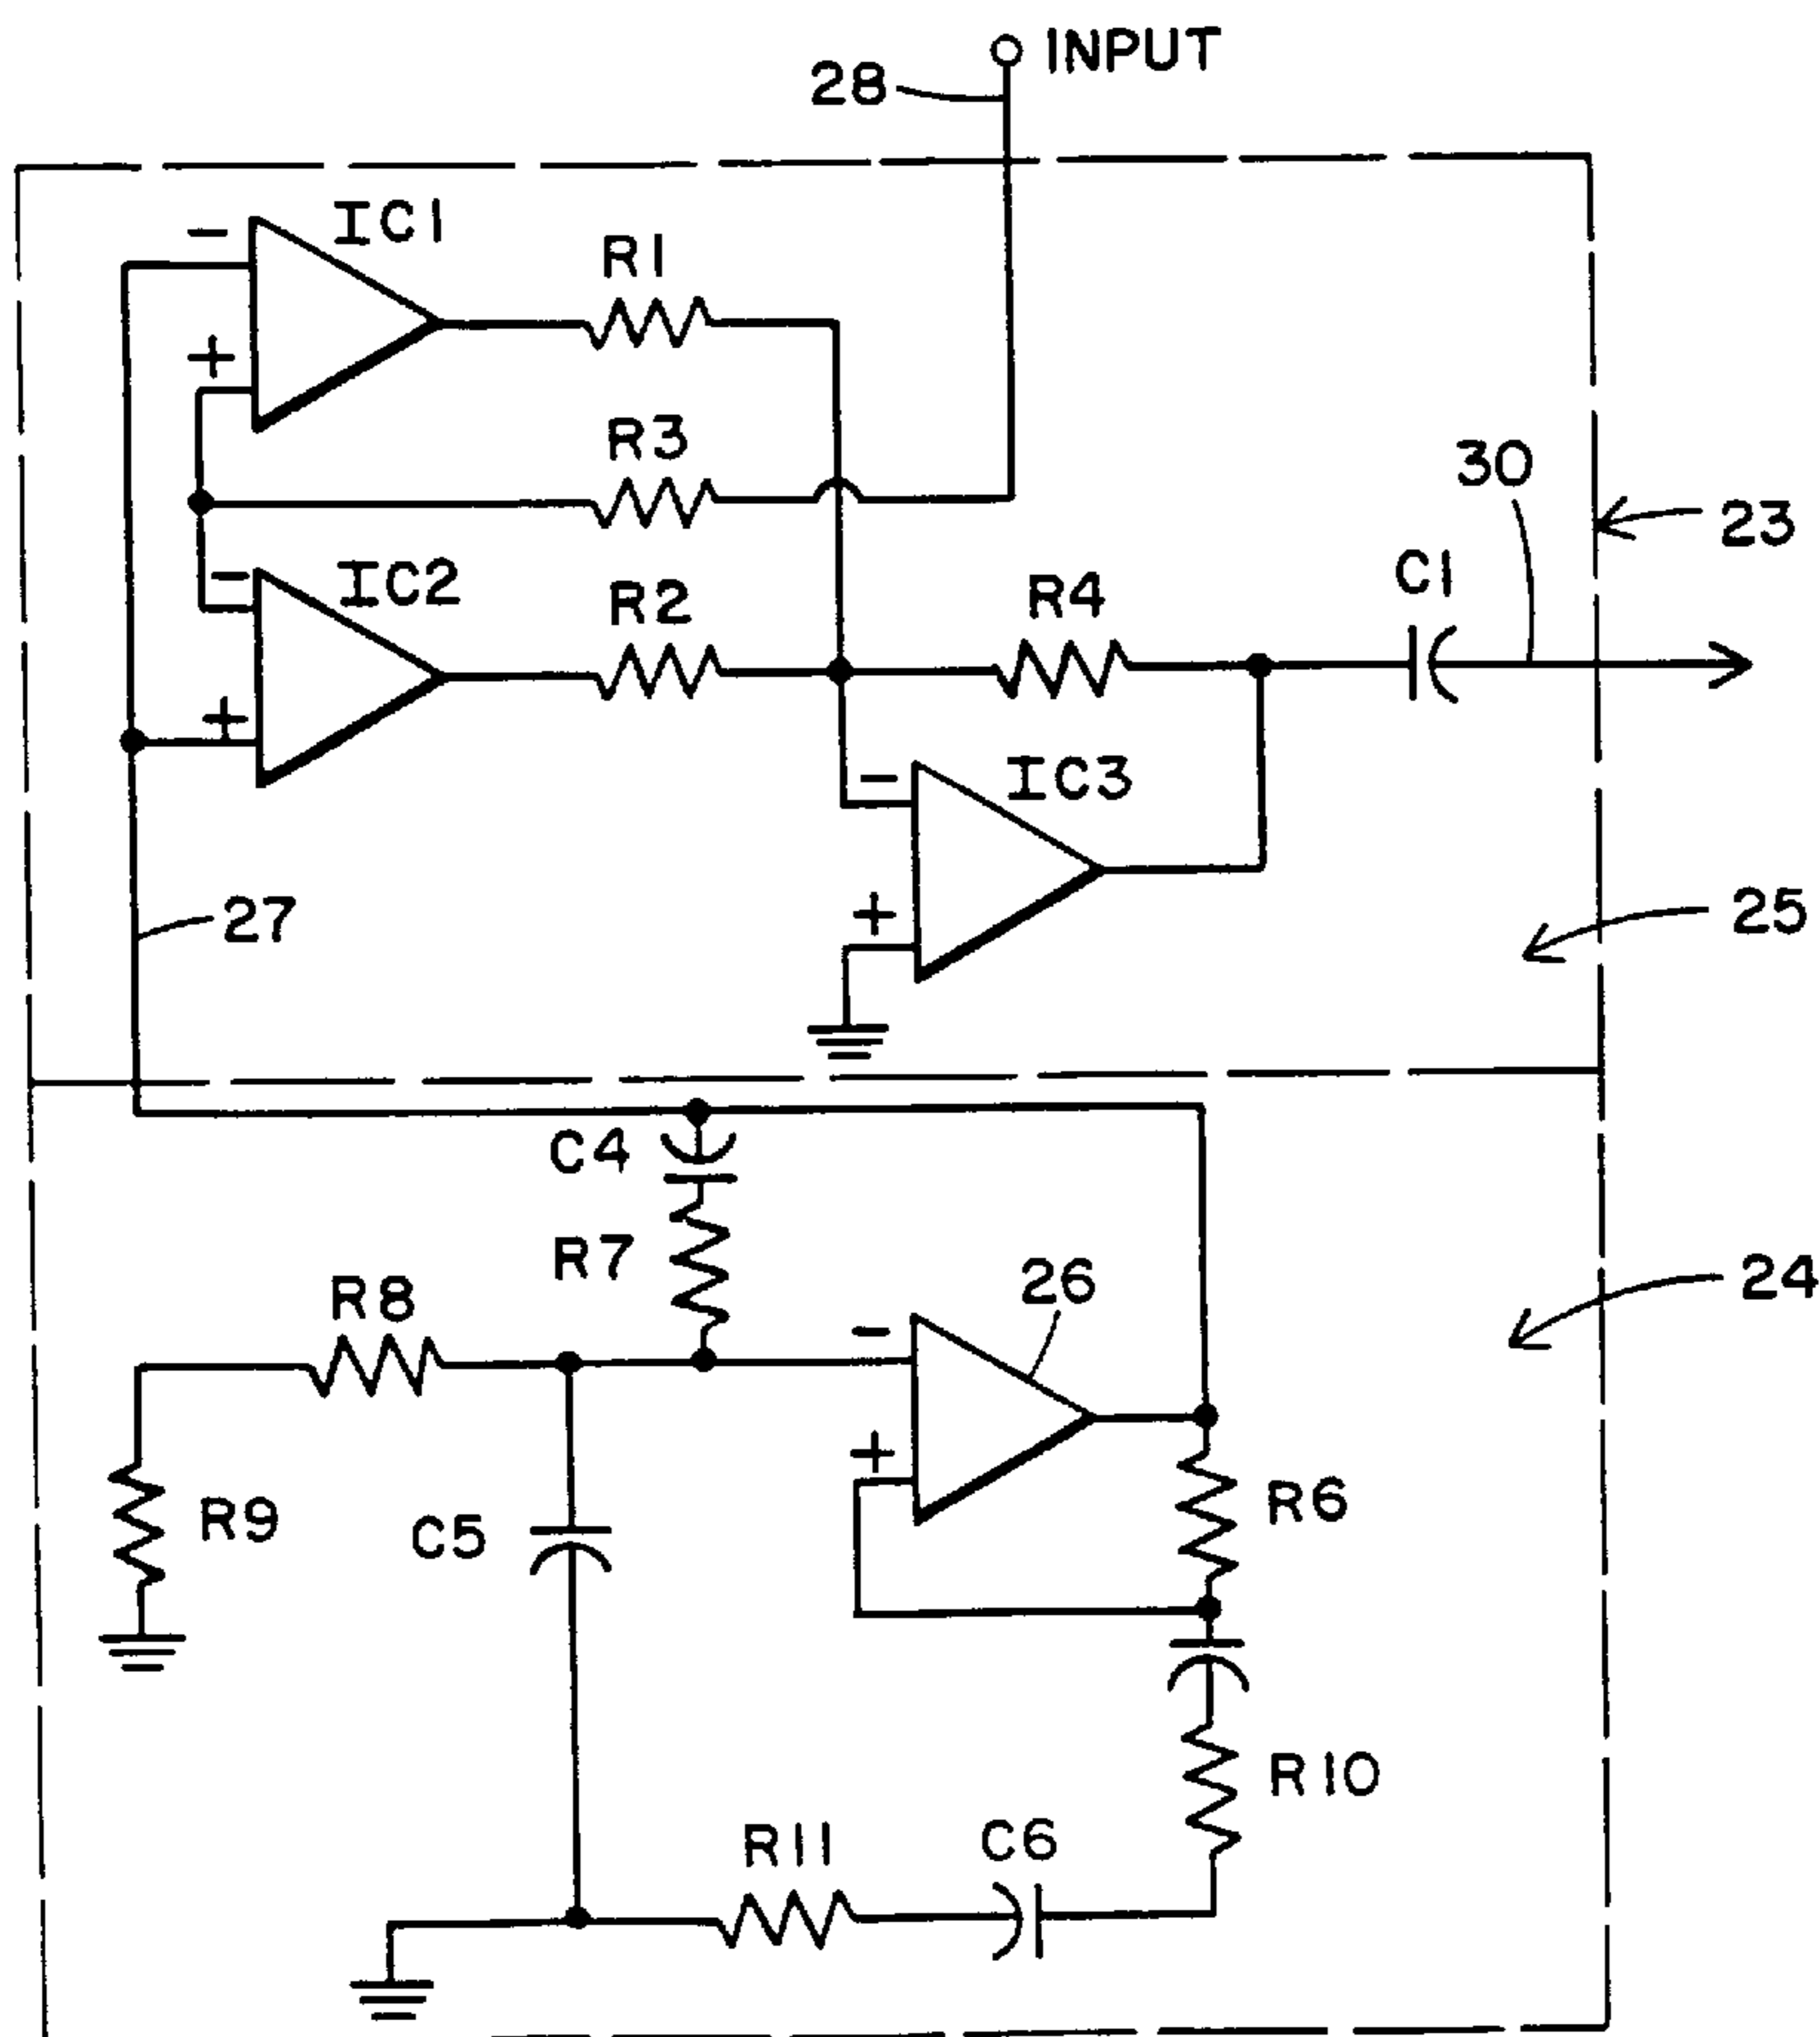 INPUT
28
IC1
-
R1
+
R3
30
23
-
IC2
R2
R4
C1
+
-
IC3
27
+
25
C4
R7
R8
26
24
-
+
R6
R9
C5
R10
R11
C6